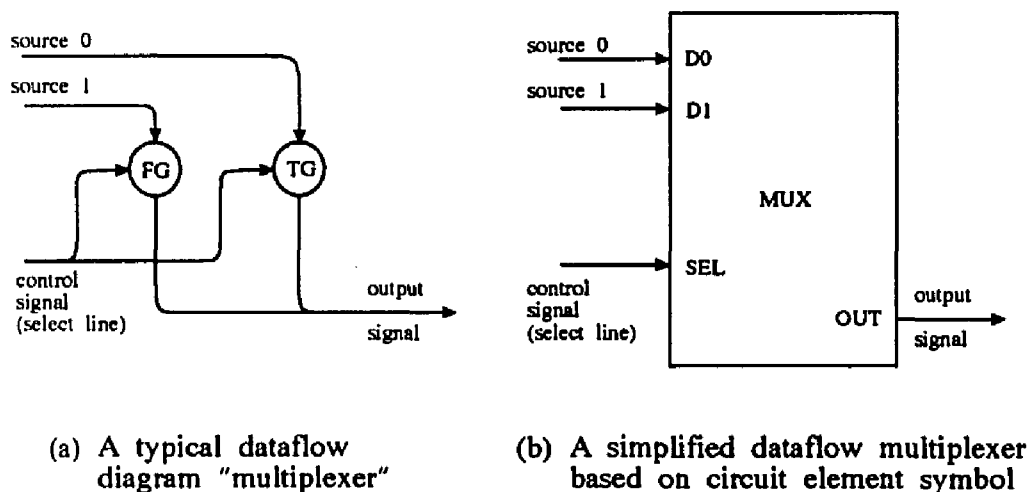 source 0
source 1
FG
TG
control
signal
(select line)
output
signal
source 0
source 1
D0
D1
MUX
SEL
control
signal
(select line)
OUT
output
signal
(a) A typical dataflow
diagram "multiplexer"
(b) A simplified dataflow multiplexer
based on circuit element symbol